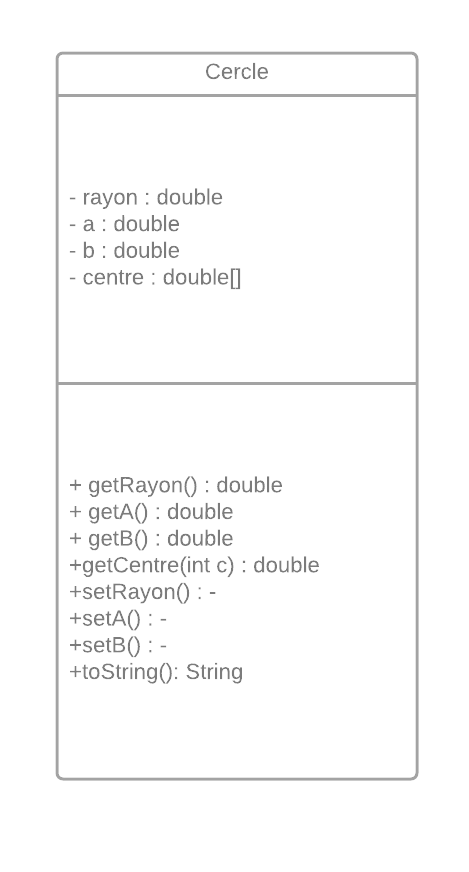 Cercle
- rayon : double
- a : double
- b : double
- centre : double[]
+ getRayon() : double
+ getA() : double
+ getB() : double
+getCentre(int c) : double
+setRayon() : -
+setA() : -
+setB() : -
+toString(): String